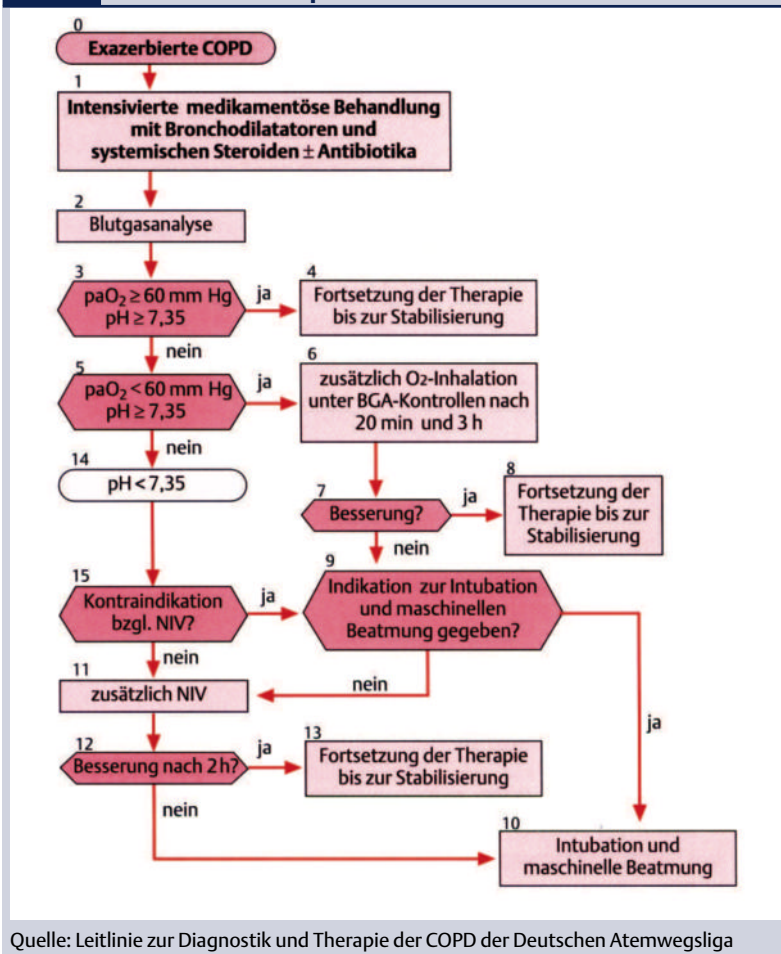 0
Exazerbierte COPD
1
Intensivierte medikamentöse Behandlung
mit Bronchodilatatoren und
systemischen Steroiden ± Antibiotika
2
Blutgasanalyse
3
paO₂ ≥ 60 mm Hg
pH ≥ 7,35
ja
4
Fortsetzung der Therapie
bis zur Stabilisierung
nein
5
paO₂ < 60 mm Hg
pH ≥ 7,35
ja
6
zusätzlich O₂-Inhalation
unter BGA-Kontrollen nach
20 min und 3 h
nein
14
pH < 7,35
7
Besserung?
ja
8
Fortsetzung der
Therapie bis zur
Stabilisierung
nein
15
Kontraindikation
bzgl. NIV?
ja
9
Indikation zur Intubation
und maschinellen
Beatmung gegeben?
nein
11
zusätzlich NIV
nein
ja
12
Besserung nach 2 h?
ja
13
Fortsetzung der Therapie
bis zur Stabilisierung
nein
10
Intubation und
maschinelle Beatmung
Quelle: Leitlinie zur Diagnostik und Therapie der COPD der Deutschen Atemwegsliga